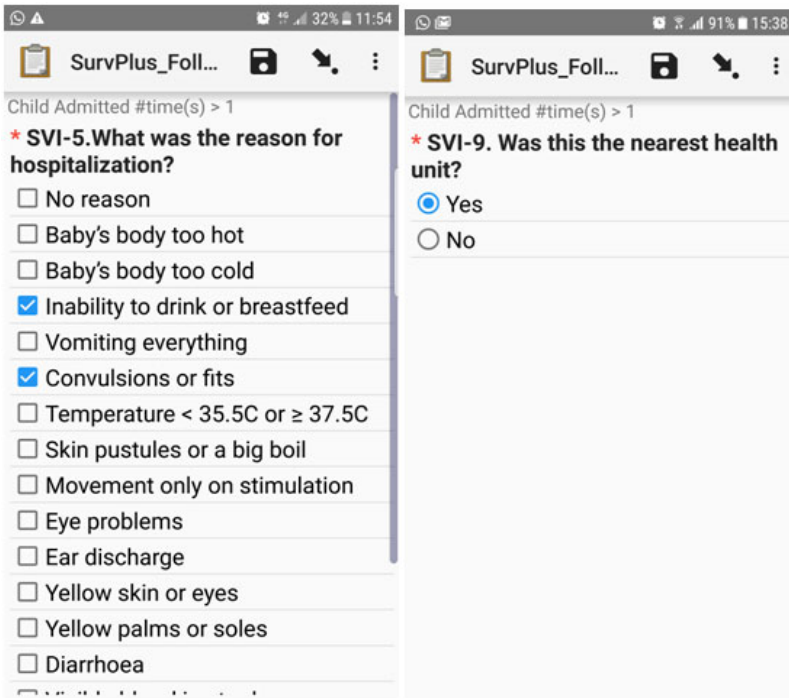 32% 11:54
SurvPlus_Foll...
Child Admitted #time(s) > 1
* SVI-5.What was the reason for
hospitalization?
No reason
Baby's body too hot
Baby's body too cold
Inability to drink or breastfeed
Vomiting everything
Convulsions or fits
Temperature < 35.5C or ≥ 37.5C
Skin pustules or a big boil
Movement only on stimulation
Eye problems
Ear discharge
Yellow skin or eyes
Yellow palms or soles
Diarrhoea
91% 15:38
SurvPlus_Foll...
Child Admitted #time(s) > 1
* SVI-9. Was this the nearest health
unit?
Yes
No